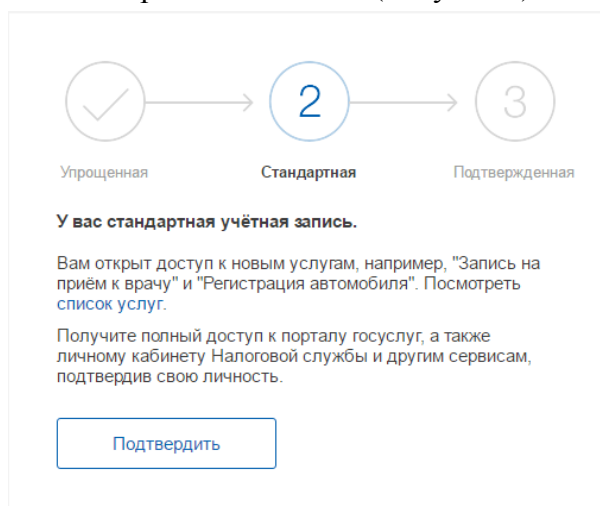 2
3
Упрощенная
Стандартная
Подтвержденная
У вас стандартная учётная запись.
Вам открыт доступ к новым услугам, например, "Запись на
приём к врачу" и "Регистрация автомобиля". Посмотреть
список услуг.
Получите полный доступ к порталу госуслуг, а также
личному кабинету Налоговой службы и другим сервисам,
подтвердив свою личность.
Подтвердить